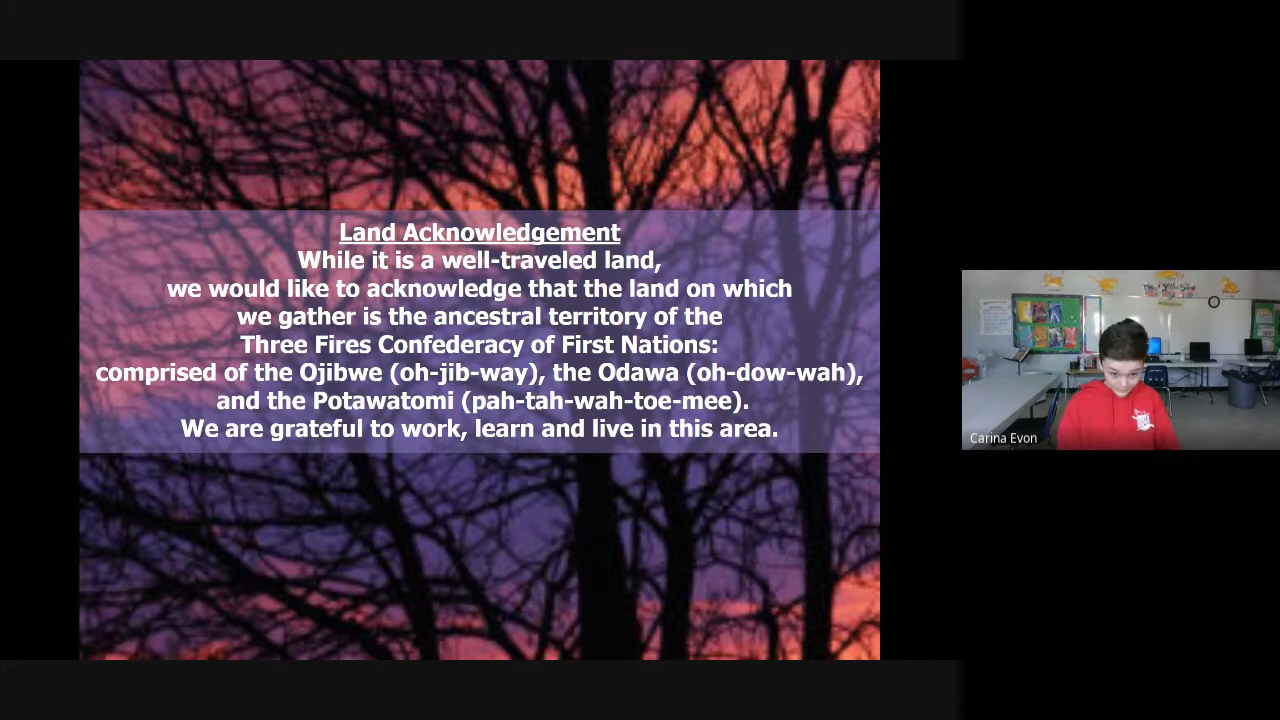 Land Acknowledgement
While it is a well-traveled land,
we would like to acknowledge that the land on which
we gather is the ancestral territory of the
Three Fires Confederacy of First Nations:
comprised of the Ojibwe (oh-jib-way), the Odawa (oh-dow-wah),
and the Potawatomi (pah-tah-wah-toe-mee).
We are grateful to work, learn and live in this area.
Carina Evon